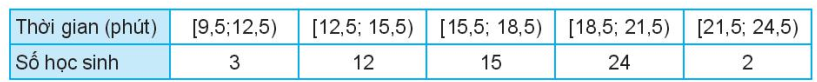 Thời gian (phút) [9,5;12,5) [12,5; 15,5) [15,5; 18,5) [18,5; 21,5) [21,5; 24,5)
Số học sinh 3 12 15 24 2